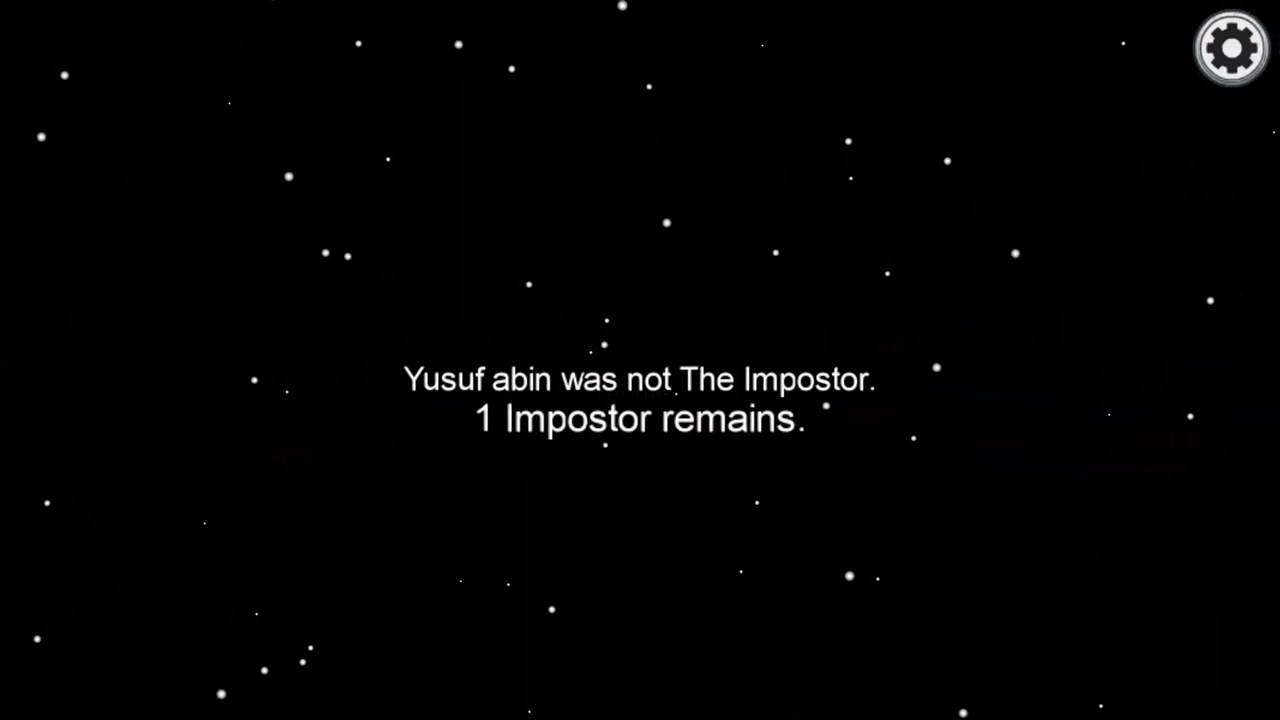 Yusuf abin was not The Impostor.
1 Impostor remains.